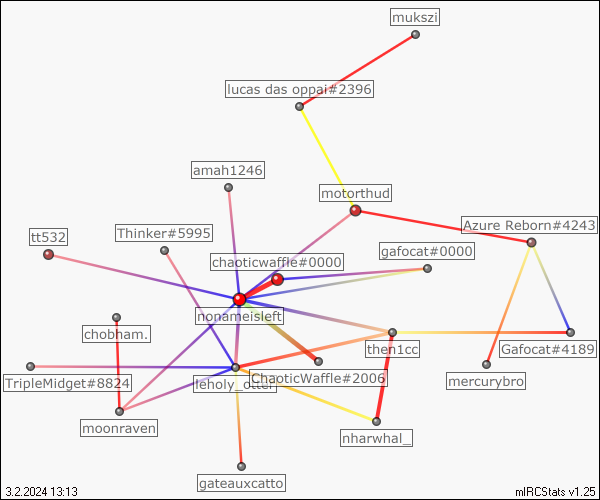 mukszi
lucas das oppai#2396
amah1246
motorthud
Azure Reborn#4243
tt532
Thinker#5995
gafocat#0000
chaoticwaffle#0000
nonameisleft
chobham.
then1cc
Gafocat#4189
TripleMidget#8824
leholy_otter
ChaoticWaffle#2006
mercurybro
moonraven
nharwhal_
gateauxcatto
3.2.2024 13:13
mIRCStats v1.25